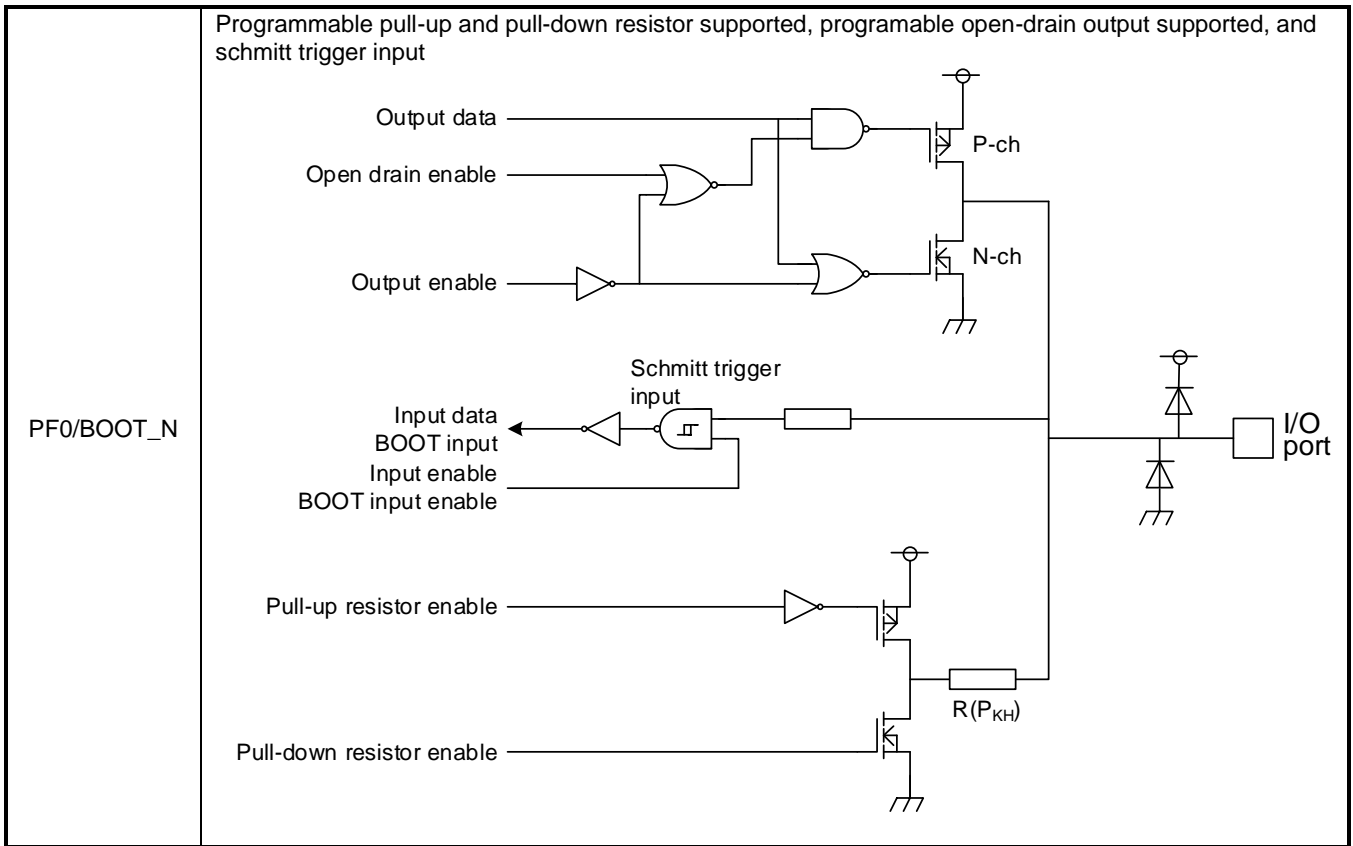 Programmable pull-up and pull-down resistor supported, programable open-drain output supported, and
schmitt trigger input
Output data
P-ch
Open drain enable
N-ch
Output enable
Schmitt trigger
input
Input data
BOOT input
Input enable
BOOT input enable
PF0/BOOT_N
I/O
port
Pull-up resistor enable
R(PKH)
Pull-down resistor enable